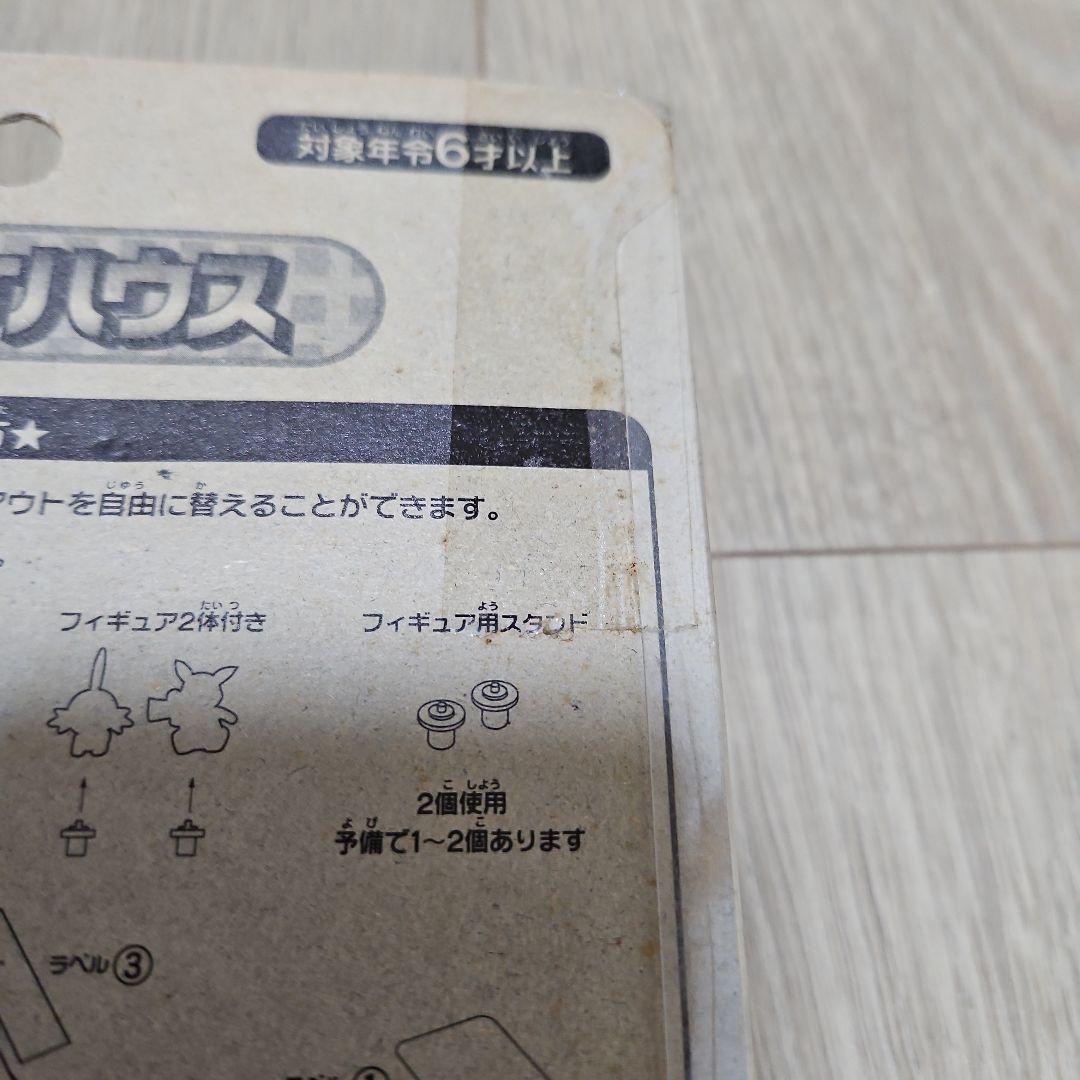 対象年令6才以上
ケハウス
★
アウトを自由に替えることができます。
。
フィギュア2体付き
フィギュア用スタンド
2個使用
予備で1〜2個あります
ラベル③